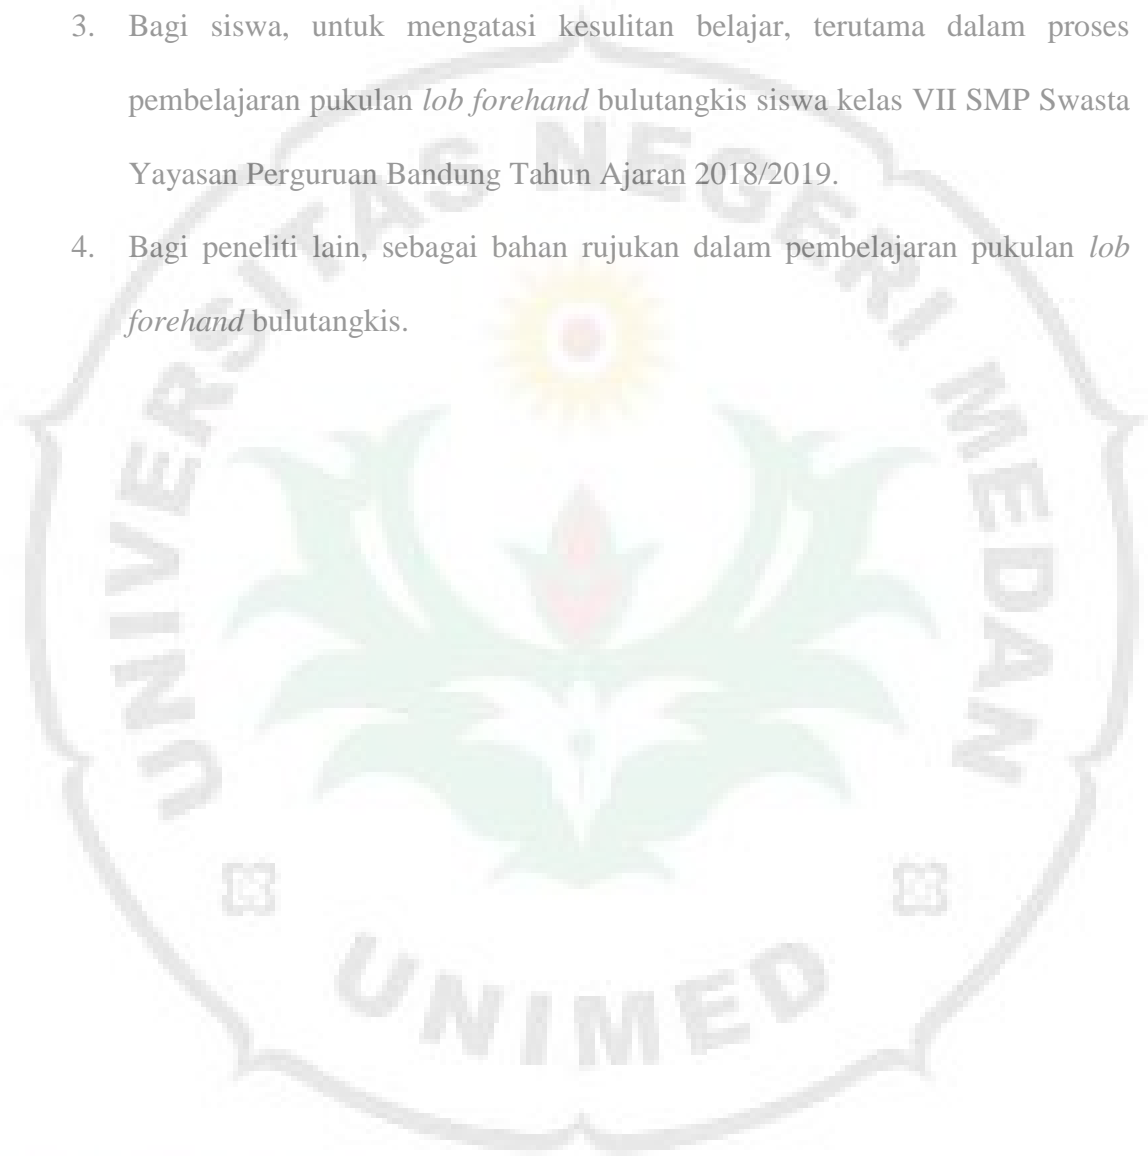 3. Bagi siswa, untuk mengatasi kesulitan belajar, terutama dalam proses
pembelajaran pukulan lob forehand bulutangkis siswa kelas VII SMP Swasta
Yayasan Perguruan Bandung Tahun Ajaran 2018/2019.
4. Bagi peneliti lain, sebagai bahan rujukan dalam pembelajaran pukulan lob
forehand bulutangkis.
UNIVERSITAS NEGERI MEDAN
UNIMED